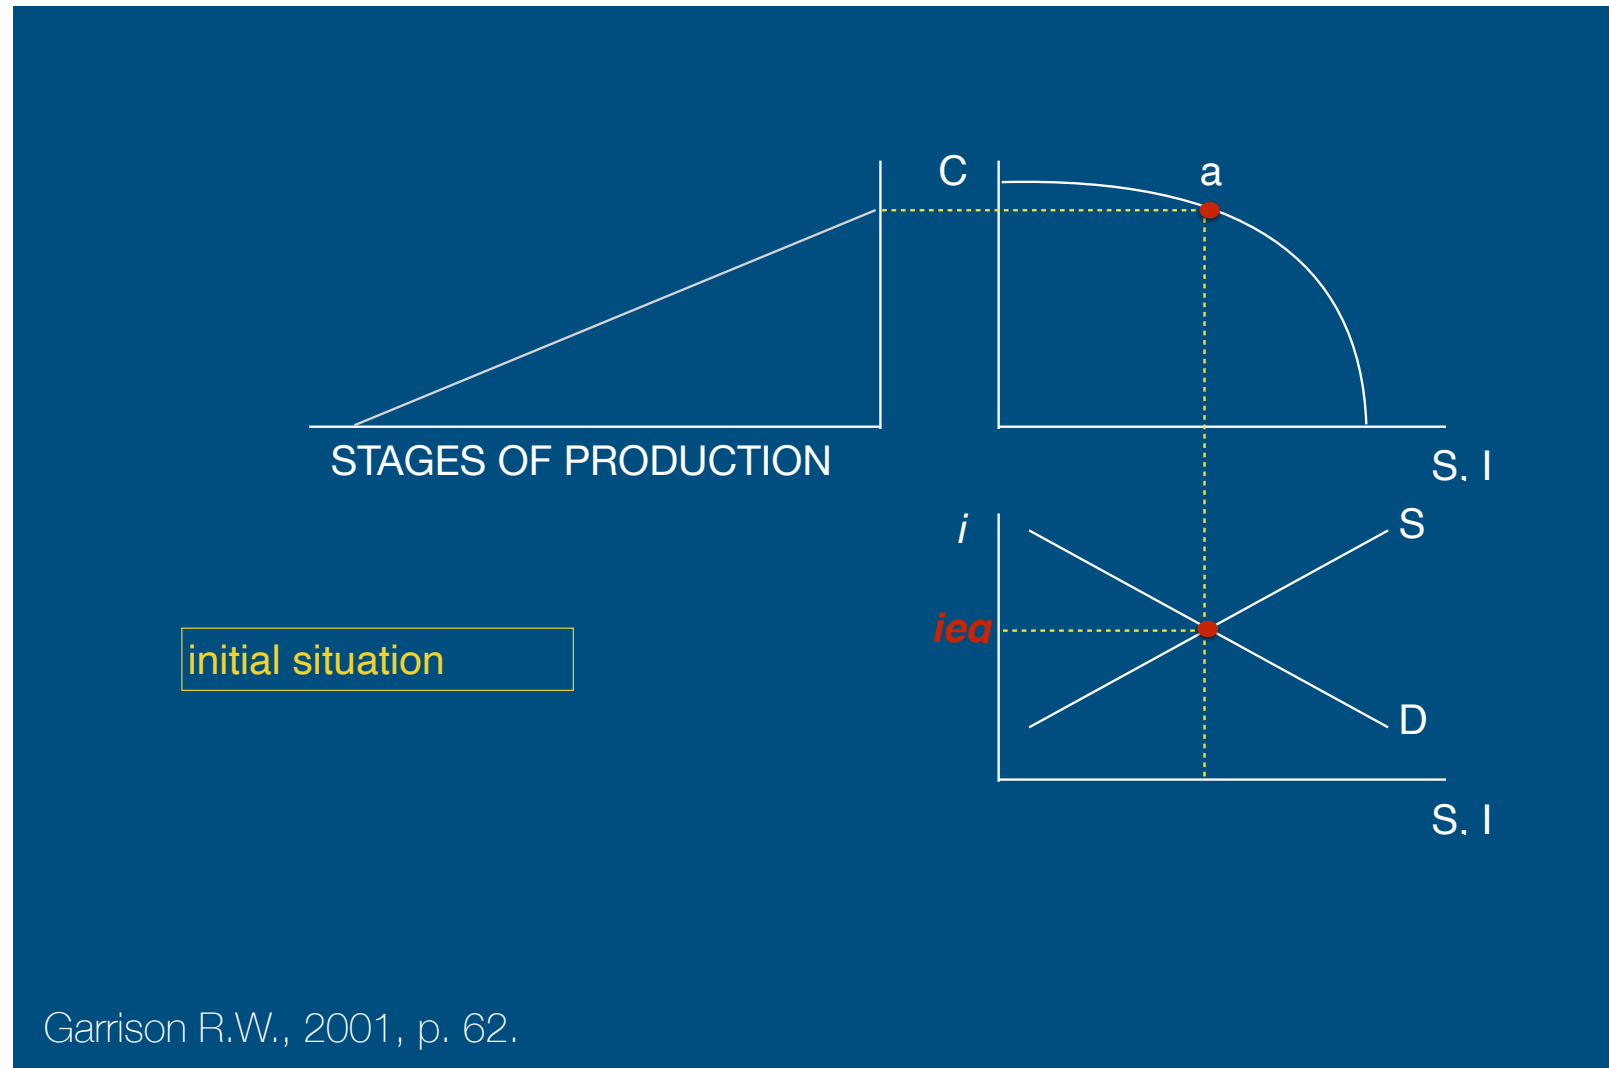 C
a
STAGES OF PRODUCTION
S, I
i
S
ieq
initial situation
D
S, I
Garrison R.W., 2001, p. 62.